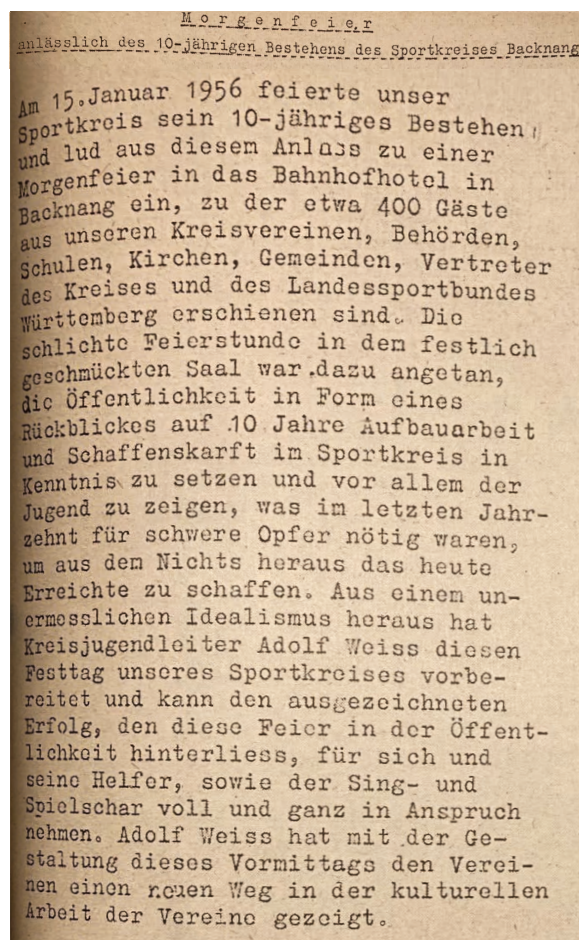 Morgenfeier
anlässlich des 10-jährigen Bestehens des Sportkreises Backnang
Am 15.Januar 1956 feierte unser
Sportkreis sein 10-jähriges Bestehen,
und lud aus diesem Anlass zu einer
Morgenfeier in das Bahnhofhotel in
Backnang ein, zu der etwa 400 Gäste
aus unseren Kreisvereinen, Behörden,
Schulen, Kirchen, Gemeinden, Vertreter
des Kreises und des Landessportbundes
Württemberg erschienen sind. Die
schlichte Feierstunde in dem festlich
geschmückten Saal war dazu angetan,
die Öffentlichkeit in Form eines
Rückblickes auf 10 Jahre Aufbauarbeit
und Schaffenskarft im Sportkreis in
Kenntnis zu setzen und vor allem der
Jugend zu zeigen, was im letzten Jahr-
zehnt für schwere Opfer nötig waren,
um aus dem Nichts heraus das heute
Erreichte zu schaffen. Aus einem un-
ermesslichen Idealismus heraus hat
Kreisjugendleiter Adolf Weiss diesen
Festtag unseres Sportkreises vorbe-
reitet und kann den ausgezeichneten
Erfolg, den diese Feier in der Öffent-
lichkeit hinterliess, für sich und
seine Helfer, sowie der Sing- und
Spielschar voll und ganz in Anspruch
nehmen. Adolf Weiss hat mit der Ge-
staltung dieses Vormittags den Verei-
nen einen neuen Weg in der kulturellen
Arbeit der Vereine gezeigt.